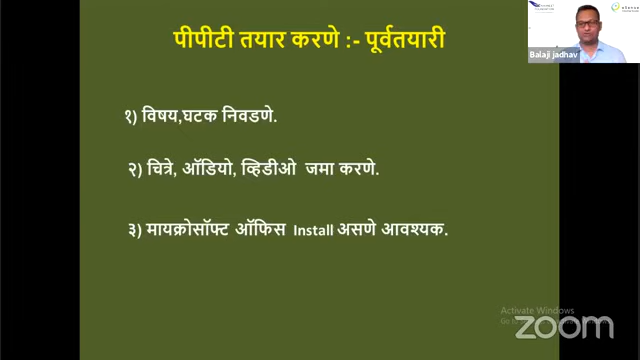 पीपीटी तयार करणे :- पूर्वतयारी
Balaji jadhav
१) विषय,घटक निवडणे.
२) चित्रे, ऑडियो, व्हिडीओ जमा करणे.
३) मायक्रोसॉफ्ट ऑफिस Install असणे आवश्यक.
Activate Windows
zoom